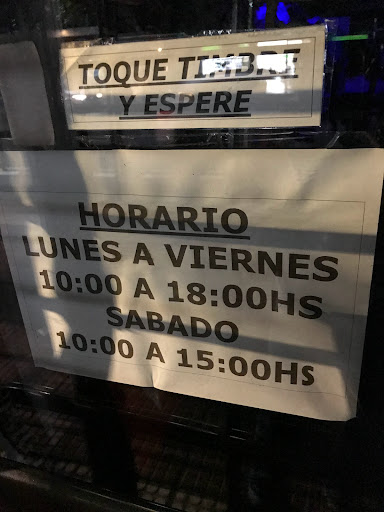 TOQUE TIMBRE
Y ESPERE
HORARIO
LUNES A VIERNES
10:00 A 18:00HS
SABADO
10:00 A 15:00HS